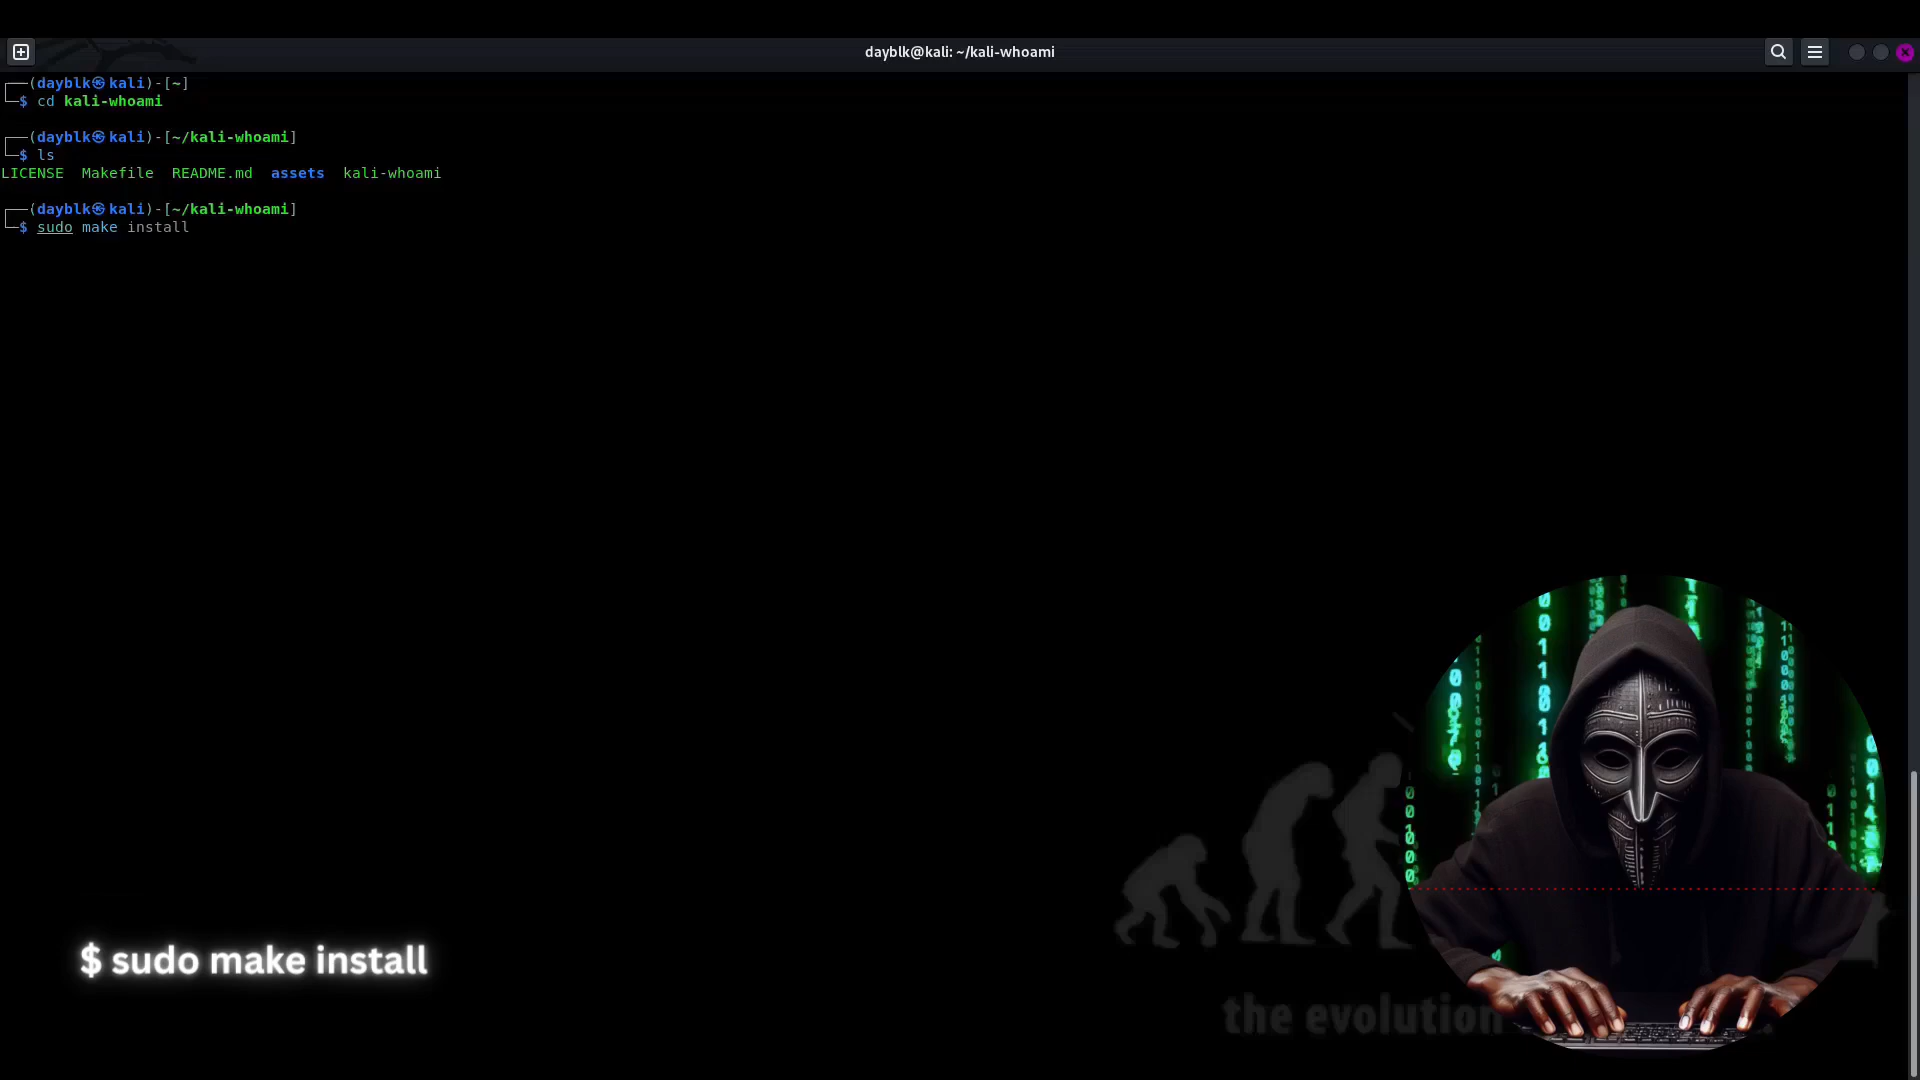 dayblk@kali: ~/kali-whoami
┌──(dayblk㉿kali)-[~]
└─$ cd kali-whoami
┌──(dayblk㉿kali)-[~/kali-whoami]
└─$ ls
LICENSE  Makefile  README.md  assets  kali-whoami
┌──(dayblk㉿kali)-[~/kali-whoami]
└─$ sudo make install
$ sudo make install
the evolution